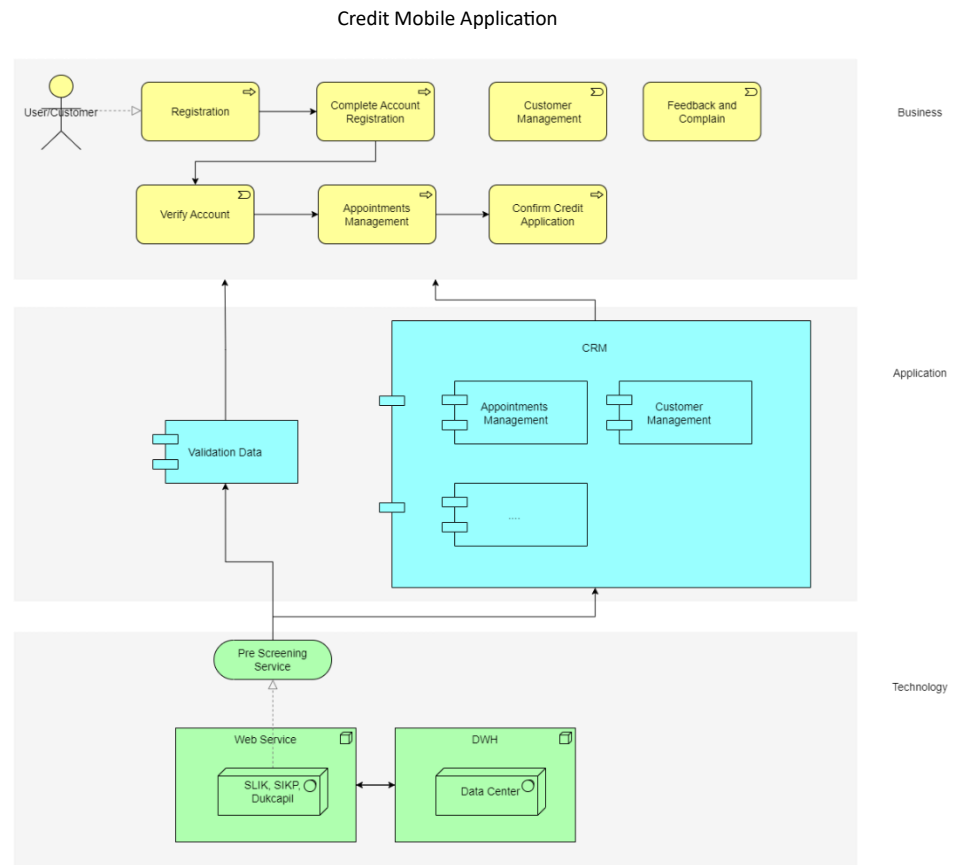 Credit Mobile Application
User/Customer
Registration
Complete Account
Registration
Customer
Management
Feedback and
Complain
Business
Verify Account
Appointments
Management
Confirm Credit
Application
CRM
Application
Appointments
Management
Customer
Management
Validation Data
....
Pre Screening
Service
Technology
Web Service
DWH
SLIK, SIKP,
Dukcapil
Data Center